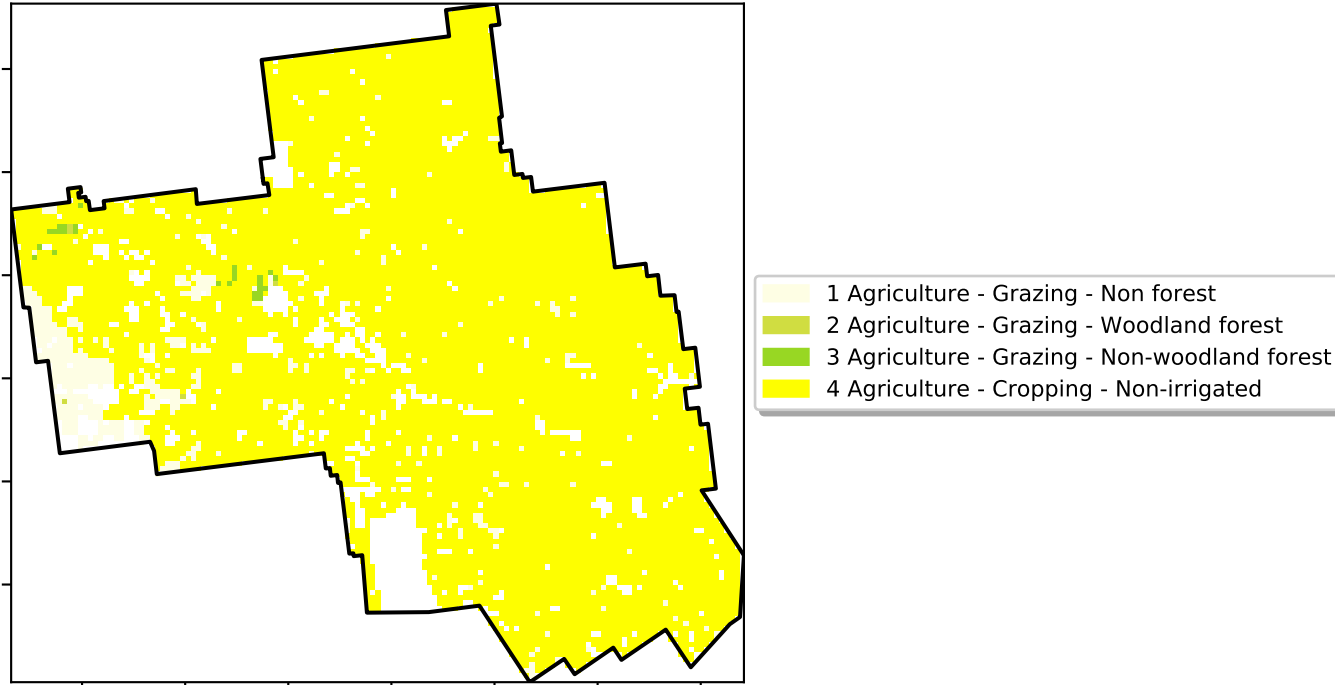 1 Agriculture - Grazing - Non forest
2 Agriculture - Grazing - Woodland forest
3 Agriculture - Grazing - Non-woodland forest
4 Agriculture - Cropping - Non-irrigated